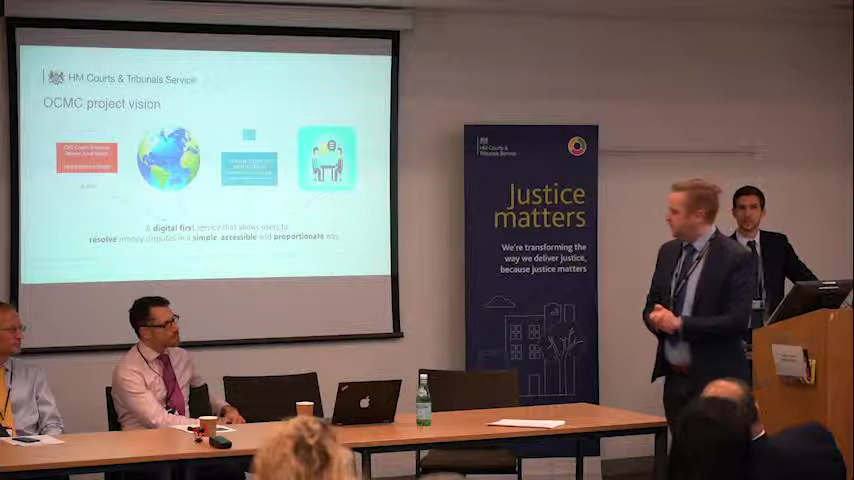 HM Courts & Tribunals Service
OCMC project vision
A digital first service that allows users to
resolve money disputes in a simple accessible and proportionate way
HM Courts &
Tribunals Service
Justice
matters
We're transforming the
way we deliver justice,
because justice matters